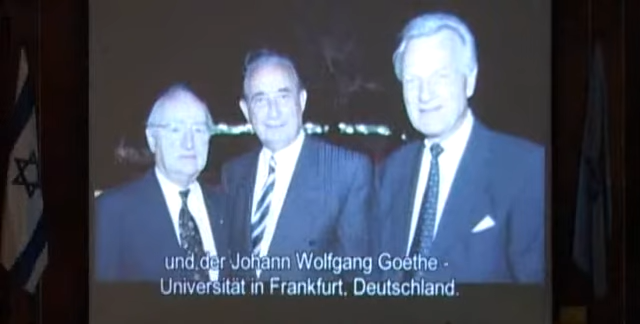 und der Johann Wolfgang Goethe -
Universität in Frankfurt, Deutschland.